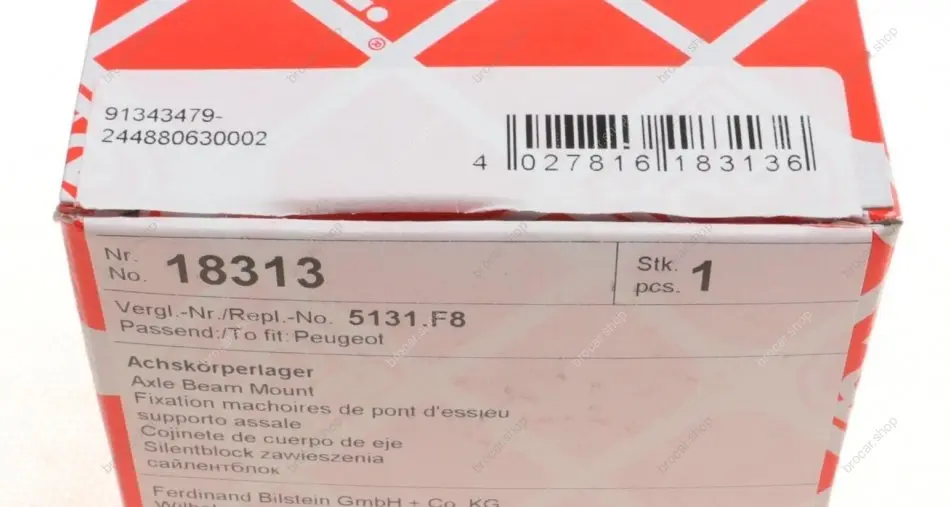 ®
91343479-
244880630002
4 027816 183136
Nr.
No. 18313
Stk.
pcs. 1
Vergl.-Nr./Repl.-No. 5131.F8
Passend:/To fit: Peugeot
Achskörperlager
Axle Beam Mount
Fixation machoires de pont d'essieu
supporto assale
Cojinete de cuerpo de eje
Silentblock zawieszenia
сайлентблок
Ferdinand Bilstein GmbH + Co. KG
brocar.shop